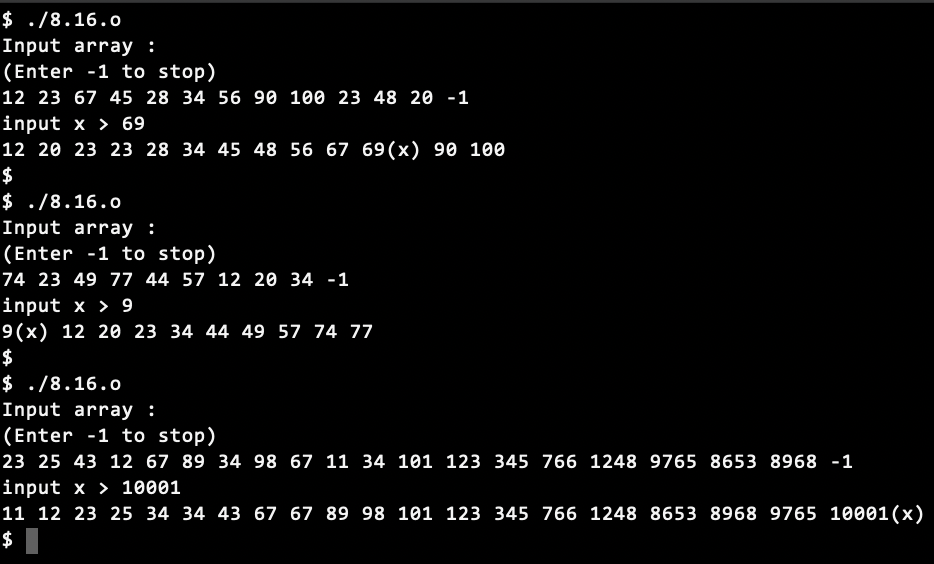 $ ./8.16.o
Input array :
(Enter -1 to stop)
12 23 67 45 28 34 56 90 100 23 48 20 -1
input x > 69
12 20 23 23 28 34 45 48 56 67 69(x) 90 100
$
$ ./8.16.o
Input array :
(Enter -1 to stop)
74 23 49 77 44 57 12 20 34 -1
input x > 9
9(x) 12 20 23 34 44 49 57 74 77
$
$ ./8.16.o
Input array :
(Enter -1 to stop)
23 25 43 12 67 89 34 98 67 11 34 101 123 345 766 1248 9765 8653 8968 -1
input x > 10001
11 12 23 25 34 34 43 67 67 89 98 101 123 345 766 1248 8653 8968 9765 10001(x)
$